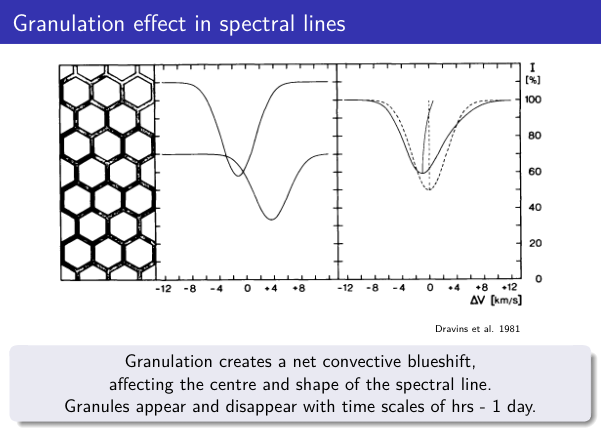 Granulation effect in spectral lines
I
[%]
100
80
60
40
20
0
-12 -8 -4 0 +4 +8
-12 -8 -4 0 +4 +8 +12
ΔV [km/s]
Dravins et al. 1981
Granulation creates a net convective blueshift,
affecting the centre and shape of the spectral line.
Granules appear and disappear with time scales of hrs - 1 day.